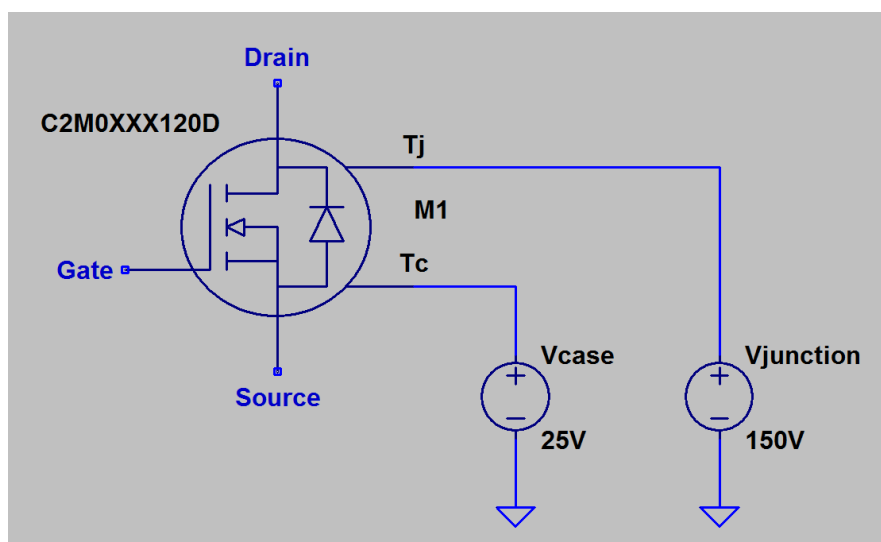 Drain
C2M0XXX120D
Tj
M1
Gate
Tc
Vcase
Vjunction
Source
25V
150V